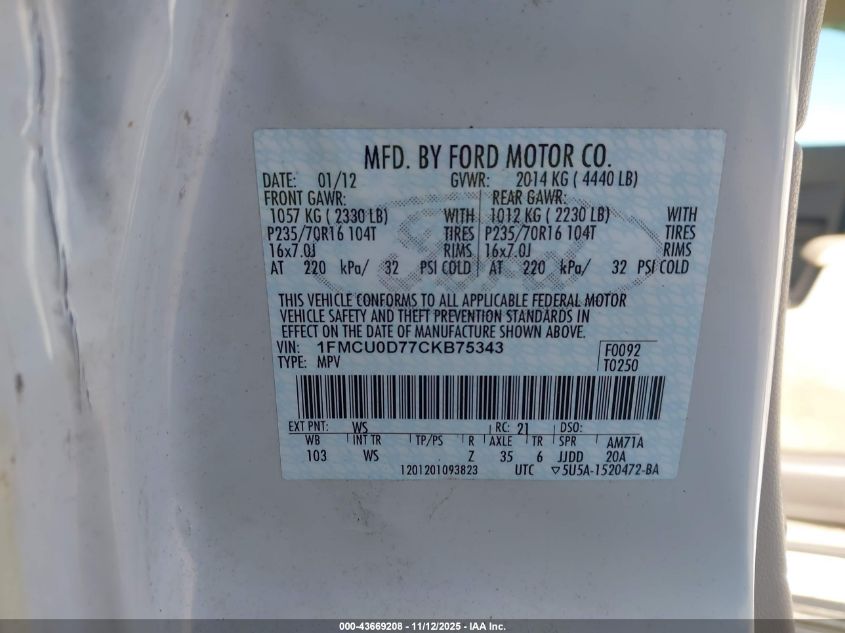 MFD. BY FORD MOTOR CO.
DATE: 01/12 GVWR: 2014 KG ( 4440 LB)
FRONT GAWR: REAR GAWR:
1057 KG ( 2330 LB) WITH 1012 KG ( 2230 LB) WITH
P235/70R16 104T TIRES P235/70R16 104T TIRES
16x7.0J RIMS 16x7.0J RIMS
AT 220 kPa/ 32 PSI COLD AT 220 kPa/ 32 PSI COLD
THIS VEHICLE CONFORMS TO ALL APPLICABLE FEDERAL MOTOR
VEHICLE SAFETY AND THEFT PREVENTION STANDARDS IN
EFFECT ON THE DATE OF MANUFACTURE SHOWN ABOVE.
VIN: 1FMCU0D77CKB75343 F0092
TYPE: MPV T0250
EXT PNT: WS RC: 21 DSO:
WB INT TR TP/PS R AXLE TR SPR AM71A
103 WS Z 35 6 JJDD 20A
1201201093823 UTC ▽5U5A-1520472-BA
000-43669208 - 11/12/2025 - IAA Inc.